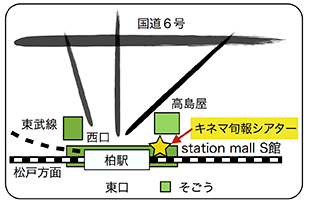 国道６号
高島屋
東武線
西口
キネマ旬報シアター
柏駅
station mall S館
松戸方面
東口
そごう